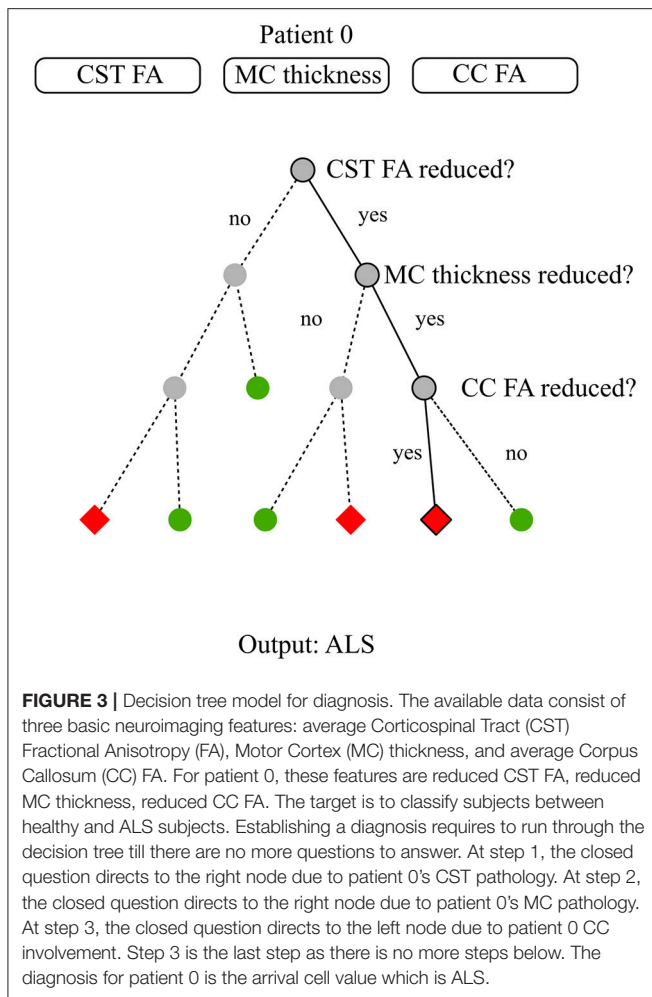 Patient 0
CST FA MC thickness CC FA
CST FA reduced?
no yes
MC thickness reduced?
no yes
CC FA reduced?
yes no
Output: ALS
FIGURE 3 | Decision tree model for diagnosis. The available data consist of
three basic neuroimaging features: average Corticospinal Tract (CST)
Fractional Anisotropy (FA), Motor Cortex (MC) thickness, and average Corpus
Callosum (CC) FA. For patient 0, these features are reduced CST FA, reduced
MC thickness, reduced CC FA. The target is to classify subjects between
healthy and ALS subjects. Establishing a diagnosis requires to run through the
decision tree till there are no more questions to answer. At step 1, the closed
question directs to the right node due to patient 0's CST pathology. At step 2,
the closed question directs to the right node due to patient 0's MC pathology.
At step 3, the closed question directs to the left node due to patient 0 CC
involvement. Step 3 is the last step as there is no more steps below. The
diagnosis for patient 0 is the arrival cell value which is ALS.